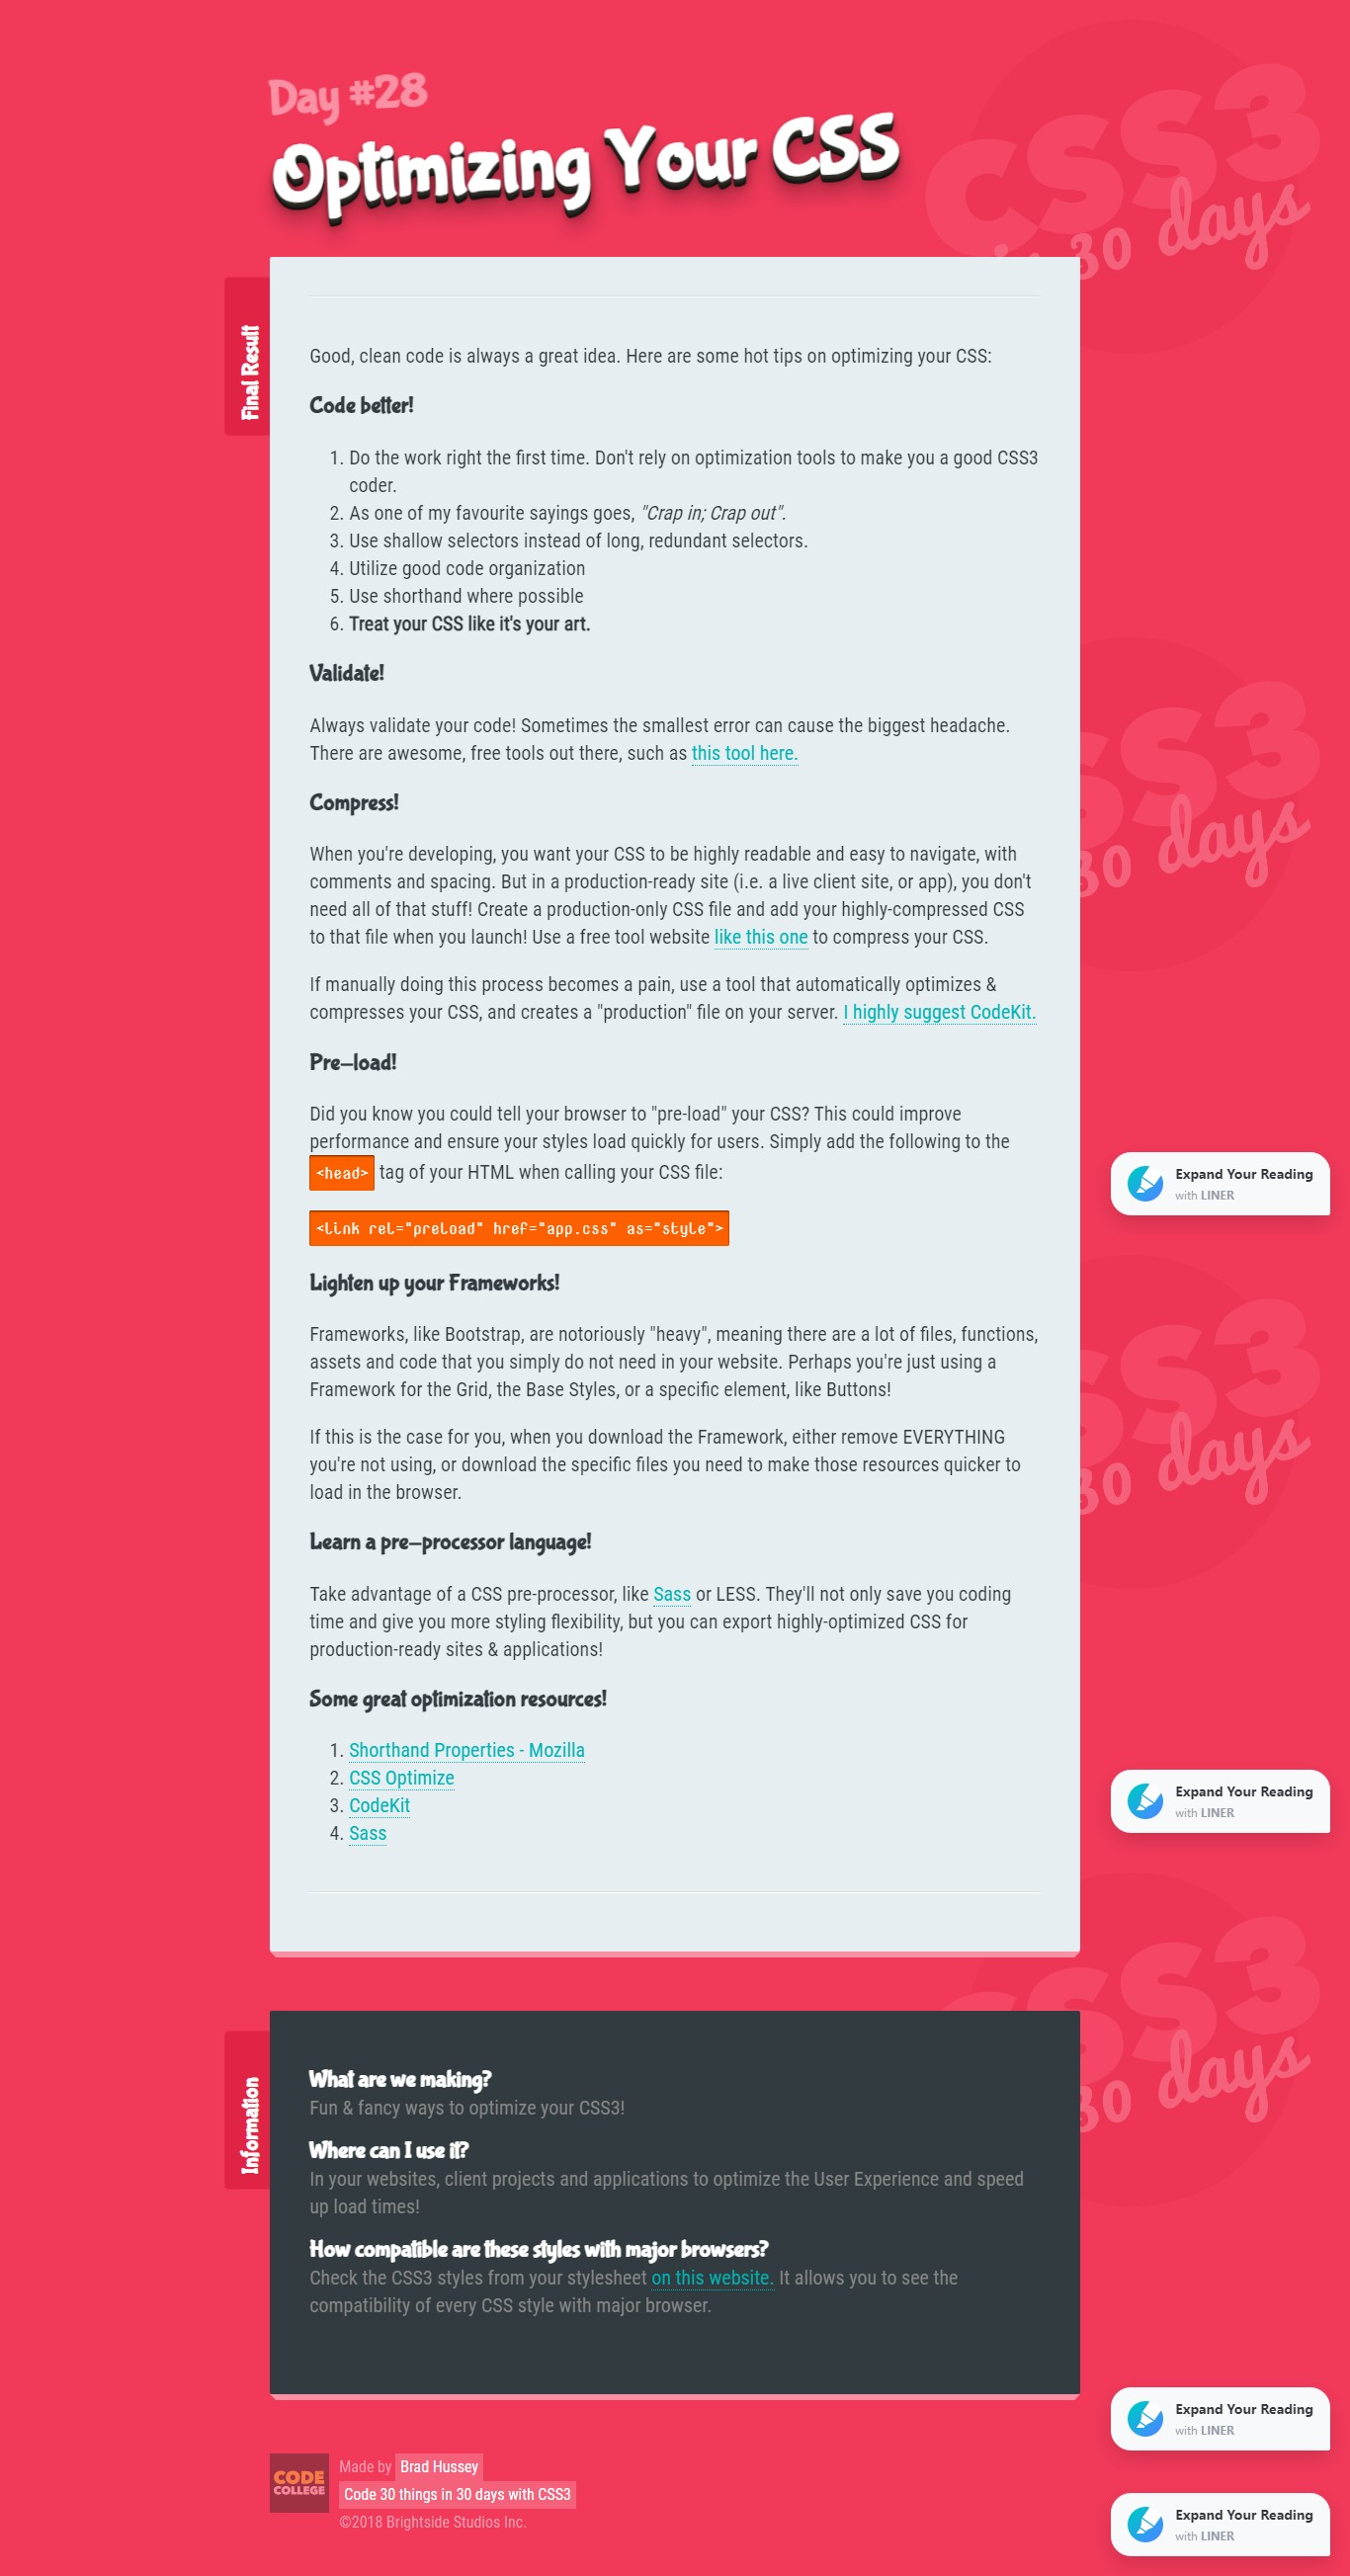 Day #28
Optimizing Your CSS
CSS3
in 30 days
Final Result
Good, clean code is always a great idea. Here are some hot tips on optimizing your CSS:
Code better!
1. Do the work right the first time. Don't rely on optimization tools to make you a good CSS3
coder.
2. As one of my favourite sayings goes, "Crap in; Crap out".
3. Use shallow selectors instead of long, redundant selectors.
4. Utilize good code organization
5. Use shorthand where possible
6. Treat your CSS like it's your art.
Validate!
Always validate your code! Sometimes the smallest error can cause the biggest headache.
There are awesome, free tools out there, such as this tool here.
SS3
30 days
Compress!
When you're developing, you want your CSS to be highly readable and easy to navigate, with
comments and spacing. But in a production-ready site (i.e. a live client site, or app), you don't
need all of that stuff! Create a production-only CSS file and add your highly-compressed CSS
to that file when you launch! Use a free tool website like this one to compress your CSS.
If manually doing this process becomes a pain, use a tool that automatically optimizes &
compresses your CSS, and creates a "production" file on your server. I highly suggest CodeKit.
Pre-load!
Did you know you could tell your browser to "pre-load" your CSS? This could improve
performance and ensure your styles load quickly for users. Simply add the following to the
<head> tag of your HTML when calling your CSS file:
Expand Your Reading
with LINER
<link rel="preload" href="app.css" as="style">
Lighten up your Frameworks!
Frameworks, like Bootstrap, are notoriously "heavy", meaning there are a lot of files, functions,
assets and code that you simply do not need in your website. Perhaps you're just using a
Framework for the Grid, the Base Styles, or a specific element, like Buttons!
SS3
30 days
If this is the case for you, when you download the Framework, either remove EVERYTHING
you're not using, or download the specific files you need to make those resources quicker to
load in the browser.
Learn a pre-processor language!
Take advantage of a CSS pre-processor, like Sass or LESS. They'll not only save you coding
time and give you more styling flexibility, but you can export highly-optimized CSS for
production-ready sites & applications!
Some great optimization resources!
1. Shorthand Properties - Mozilla
2. CSS Optimize
3. CodeKit
4. Sass
Expand Your Reading
with LINER
CSS3
30 days
Information
What are we making?
Fun & fancy ways to optimize your CSS3!
Where can I use it?
In your websites, client projects and applications to optimize the User Experience and speed
up load times!
How compatible are these styles with major browsers?
Check the CSS3 styles from your stylesheet on this website. It allows you to see the
compatibility of every CSS style with major browser.
Expand Your Reading
with LINER
CODE
COLLEGE
Made by Brad Hussey
Code 30 things in 30 days with CSS3
©2018 Brightside Studios Inc.
Expand Your Reading
with LINER